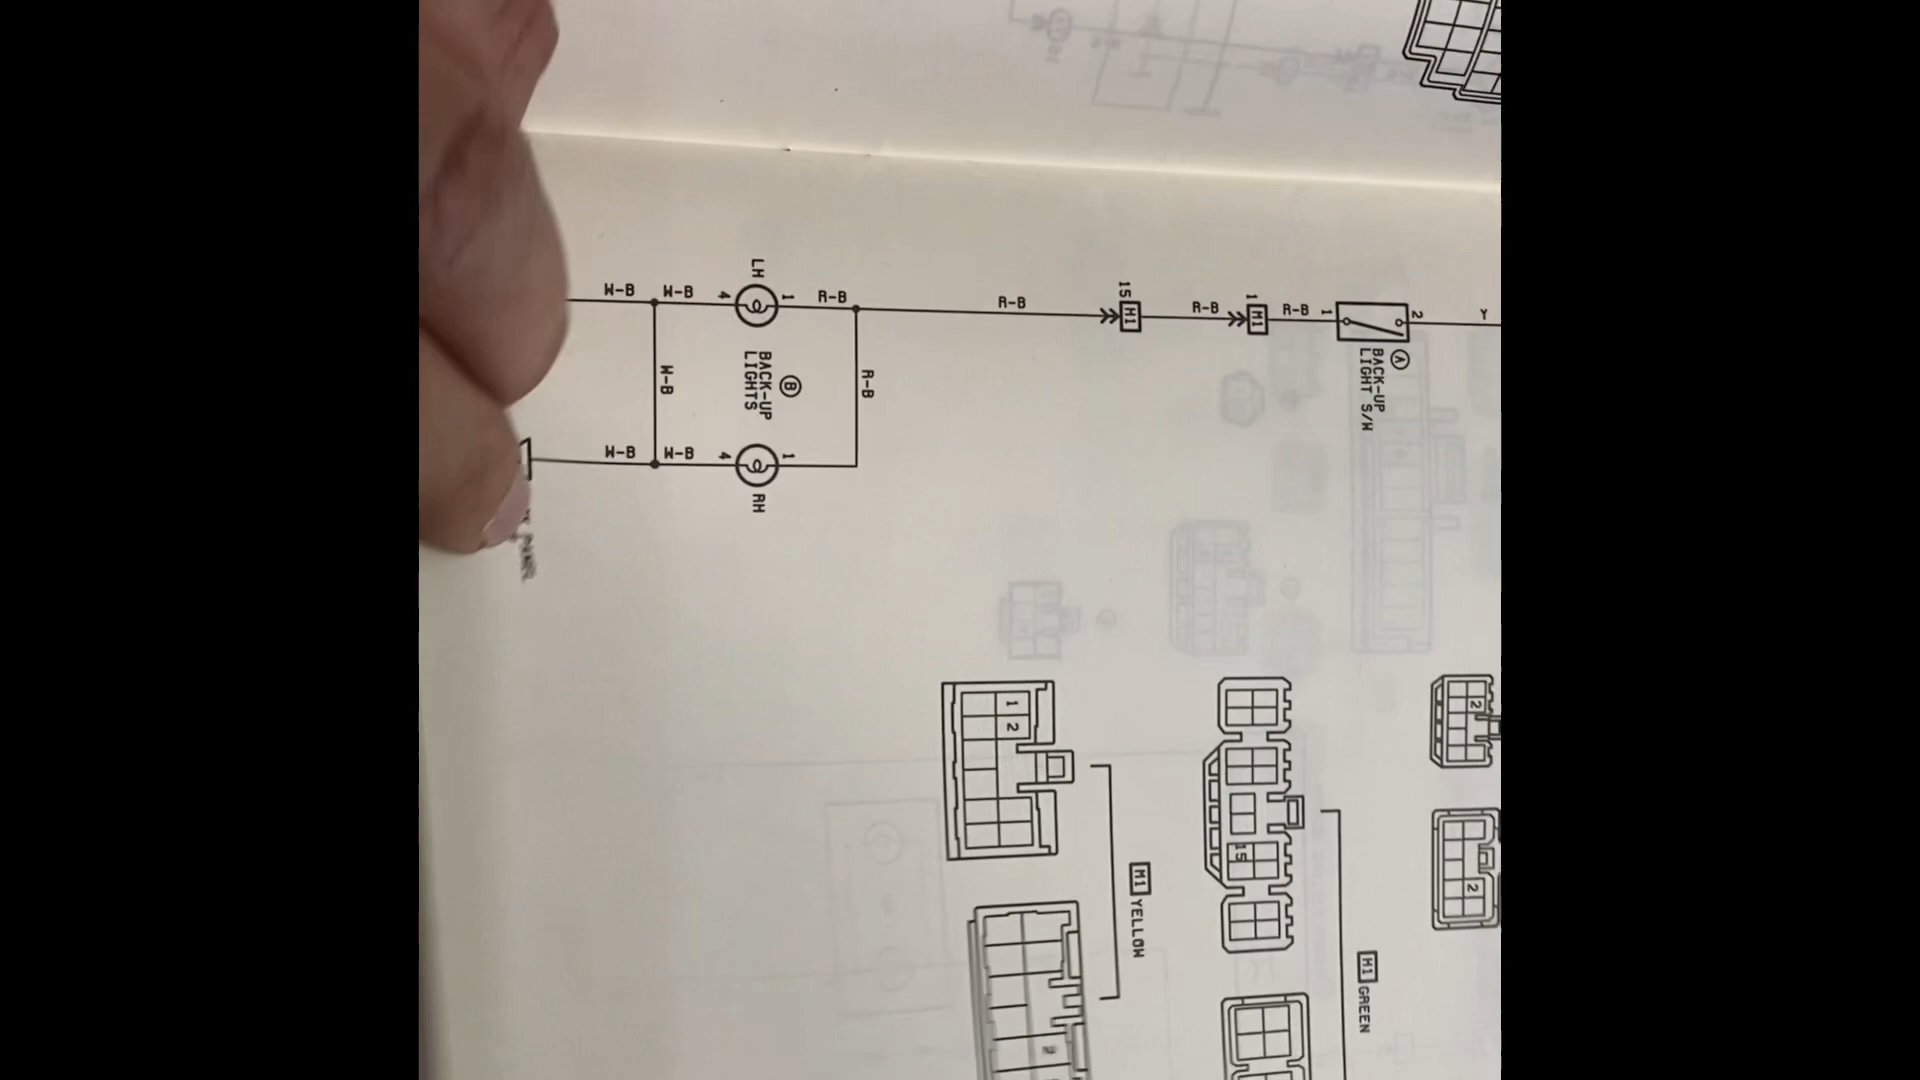 Y
2
A
BACK-UP
LIGHT S/W
1
R-B
1
M1
R-B
15
H1
R-B
R-B
R-B
1
1
LH
B
BACK-UP
LIGHTS
RH
4
4
W-B
W-B
W-B
W-B
W-B
2
2
H1 GREEN
15
M1 YELLOW
1 2
2